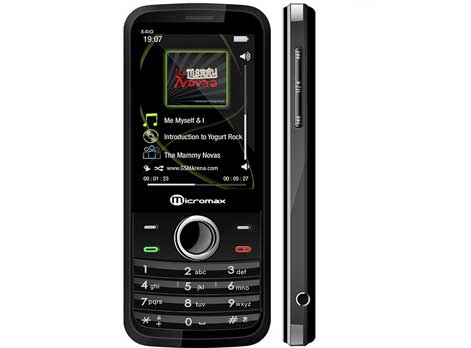 X410
19:07
the Mammy
Novas
Me Myself & I
Introduction to Yogurt Rock
The Mammy Novas
www.GSMArena.com
00 : 01 : 23
00 : 05 : 27
Micromax
1 2 abc 3 def
4 ghi 5 jkl 6 mno
7 pqrs 8 tuv 9 wxyz
* + 0 #